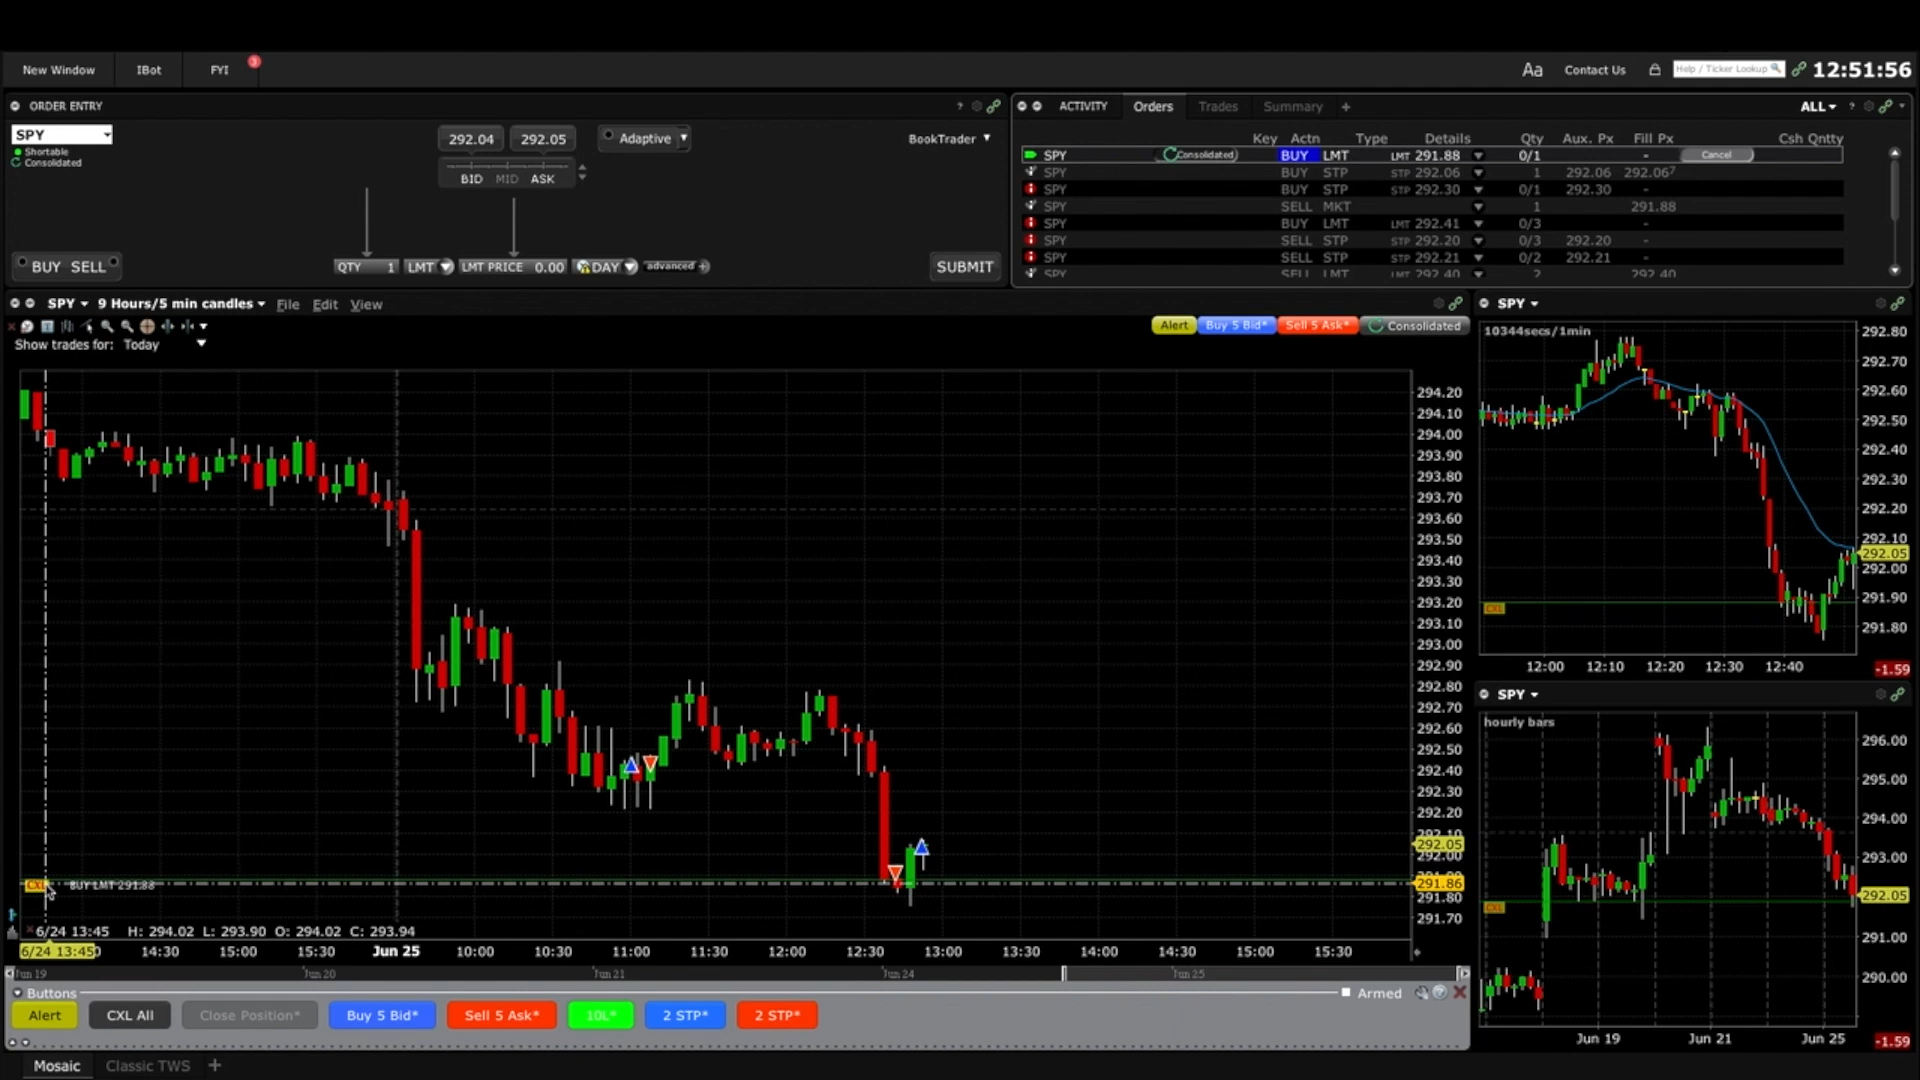 New Window IBot FYI 3 Aa Contact Us Help / Ticker Lookup 12:51:56
ORDER ENTRY ?
SPY
Shortable
Consolidated
292.04 292.05 Adaptive BookTrader
BID MID ASK
BUY SELL QTY 1 LMT LMT PRICE 0.00 DAY advanced + SUBMIT
ACTIVITY Orders Trades Summary + ALL ?
Key Actn Type Details Qty Aux. Px Fill Px Csh Qntty
SPY Consolidated BUY LMT LMT 291.88 0/1 - Cancel
SPY BUY STP STP 292.06 1 292.06 292.06⁷
SPY BUY STP STP 292.30 0/1 292.30 -
SPY SELL MKT 1 291.88
SPY BUY LMT LMT 292.41 0/3 -
SPY SELL STP STP 292.20 0/3 292.20 -
SPY SELL STP STP 292.21 0/2 292.21 -
SPY SELL LMT LMT 292.40 2 292.40
SPY 9 Hours/5 min candles File Edit View
Alert Buy 5 Bid* Sell 5 Ask* Consolidated
Show trades for: Today
294.20
294.10
294.00
293.90
293.80
293.70
293.60
293.50
293.40
293.30
293.20
293.10
293.00
292.90
292.80
292.70
292.60
292.50
292.40
292.30
292.20
292.10
292.05
292.00
291.86
291.80
291.70
CXL BUY LMT 291.88
6/24 13:45 H: 294.02 L: 293.90 O: 294.02 C: 293.94
6/24 13:45 14:30 15:00 15:30 Jun 25 10:00 10:30 11:00 11:30 12:00 12:30 13:00 13:30 14:00 14:30 15:00 15:30
Jun 19 Jun 20 Jun 21 Jun 24 Jun 25
Buttons Armed
Alert CXL All Close Position* Buy 5 Bid* Sell 5 Ask* 10L* 2 STP* 2 STP*
Mosaic Classic TWS +
SPY
10344secs/1min
292.80
292.70
292.60
292.50
292.40
292.30
292.20
292.10
292.05
292.00
291.90
291.80
CXL
12:00 12:10 12:20 12:30 12:40 -1.59
SPY
hourly bars
296.00
295.00
294.00
293.00
292.05
291.00
290.00
CXL
Jun 19 Jun 21 Jun 25 -1.59